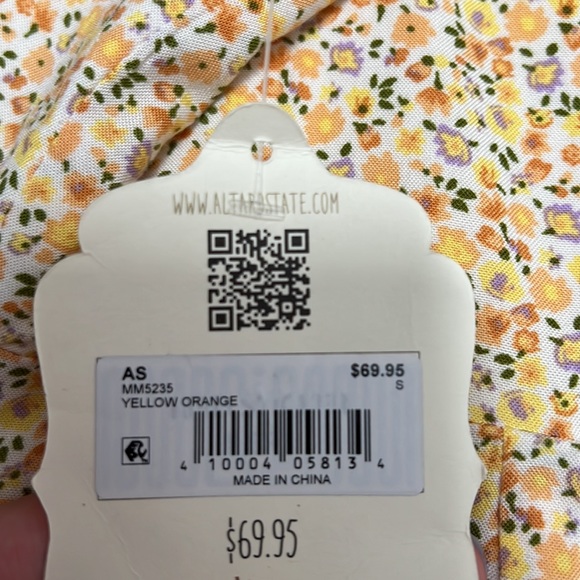 WWW.ALTARDSTATE.COM
AS $69.95
MM5235 S
YELLOW ORANGE
4 10004 05813 4
MADE IN CHINA
$69.95